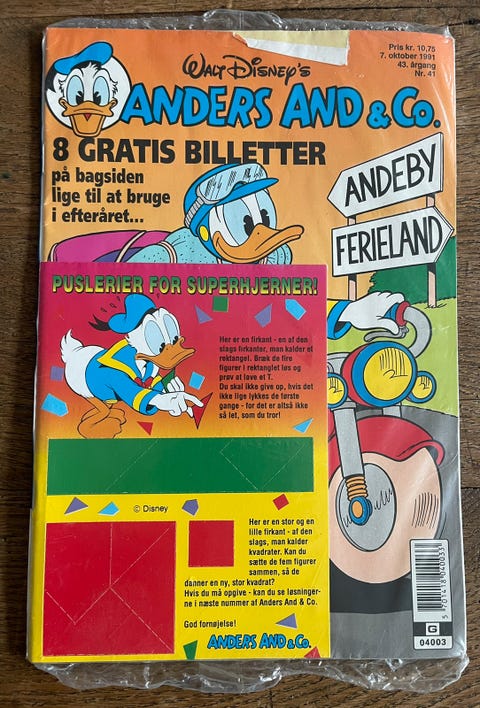 Pris kr. 10,75
7. oktober 1991
43. årgang
Nr. 41
WALT DISNEY'S
ANDERS AND & Co.
8 GRATIS BILLETTER
på bagsiden
lige til at bruge
i efteråret...
ANDEBY
FERIELAND
PUSLERIER FOR SUPERHJERNER!
Her er en firkant - en af den
slags firkanter, man kalder et
rektangel. Bræk de fire
figurer i rektanglet løs og
prøv at lave et T.
Du skal ikke give op, hvis det
ikke lige lykkes de første
gange - for det er altså ikke
så let, som du tror!
© Disney
Her er en stor og en
lille firkant - af den
slags, man kalder
kvadrater. Kan du
sætte de fem figurer
sammen, så de
danner en ny, stor kvadrat?
Hvis du må opgive - kan du se løsninger-
ne i næste nummer af Anders And & Co.
God fornøjelse!
ANDERS AND & Co.
5 701418 040033
G
04003